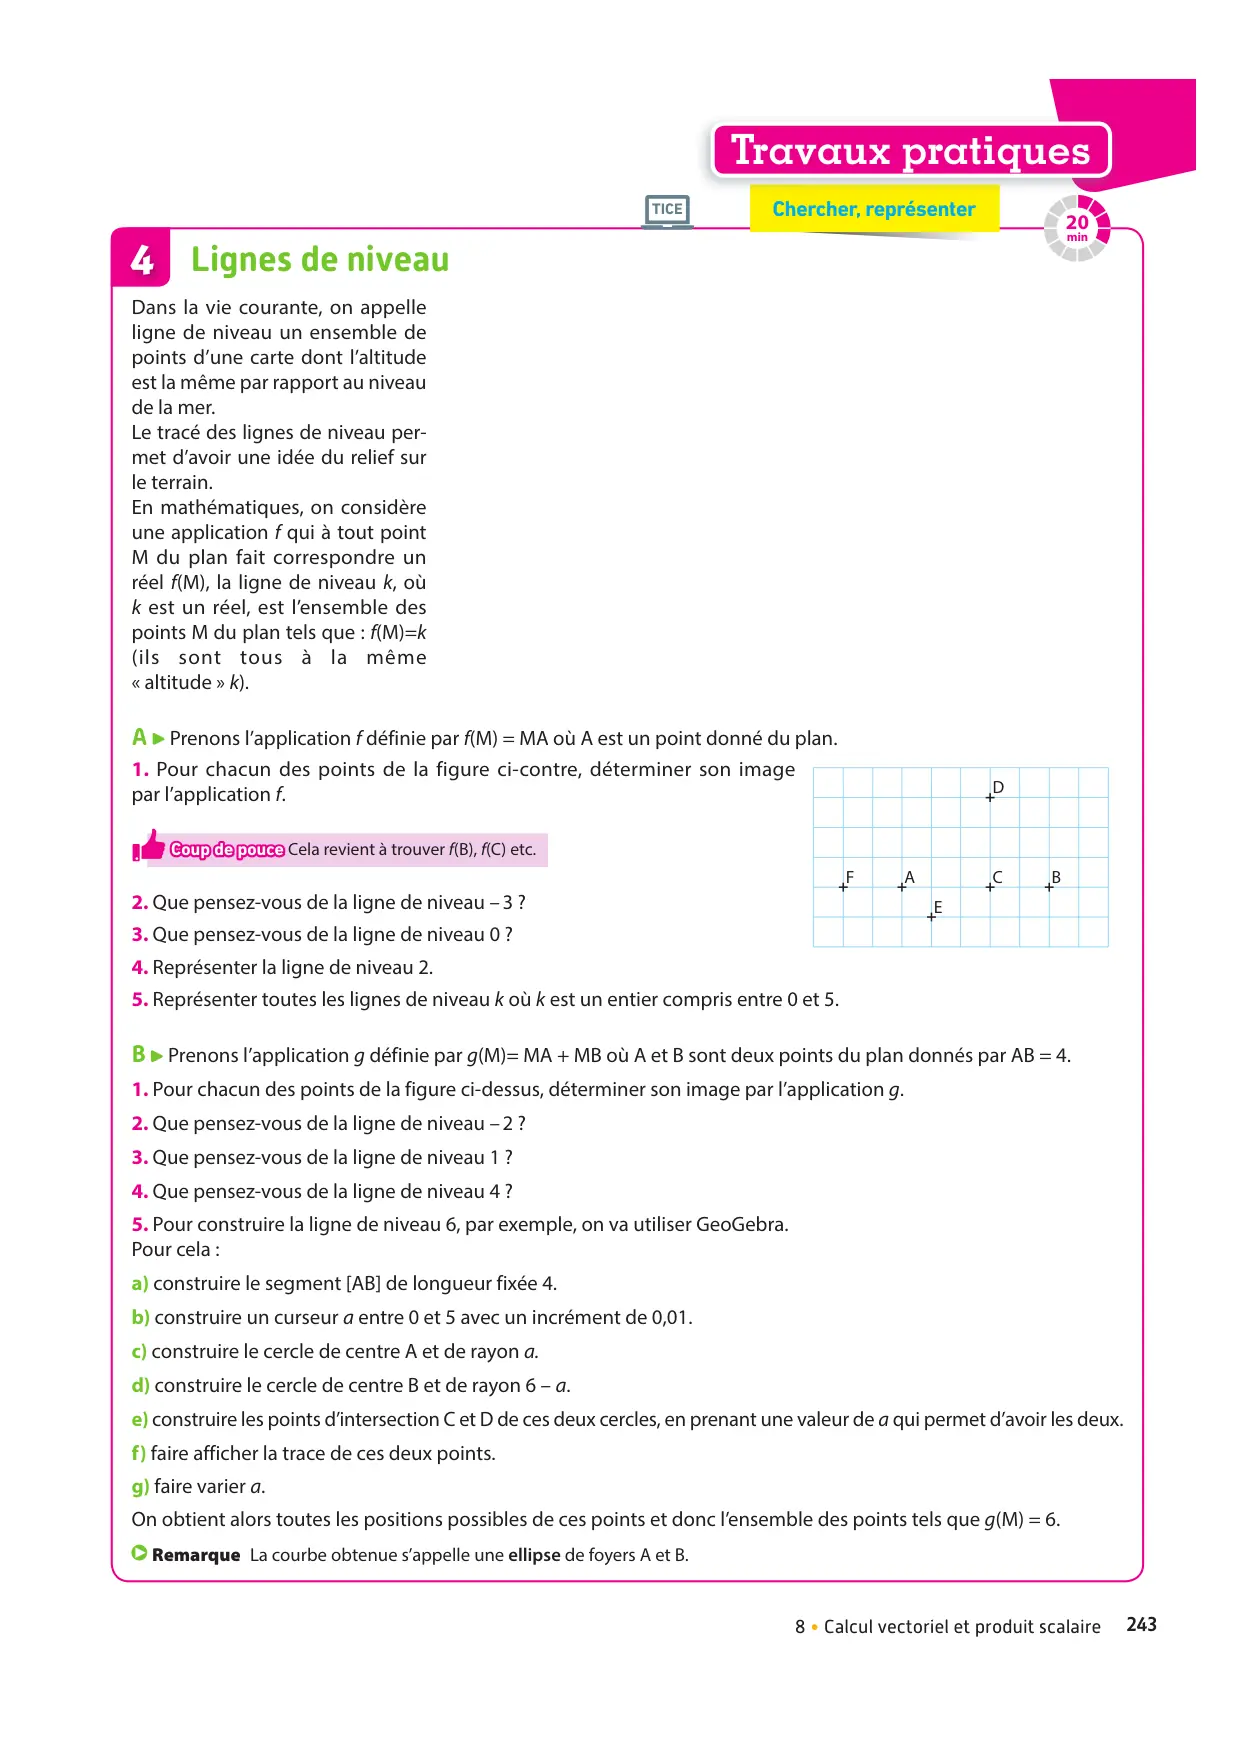 Travaux pratiques
TICE
Chercher, représenter
20
min
4 Lignes de niveau
Dans la vie courante, on appelle
ligne de niveau un ensemble de
points d’une carte dont l’altitude
est la même par rapport au niveau
de la mer.
Le tracé des lignes de niveau per-
met d’avoir une idée du relief sur
le terrain.
En mathématiques, on considère
une application f qui à tout point
M du plan fait correspondre un
réel f(M), la ligne de niveau k, où
k est un réel, est l’ensemble des
points M du plan tels que : f(M)=k
(ils sont tous à la même
« altitude » k).
A Prenons l’application f définie par f(M) = MA où A est un point donné du plan.
1. Pour chacun des points de la figure ci-contre, déterminer son image
par l’application f.
D
F A C B
E
Coup de pouce Cela revient à trouver f(B), f(C) etc.
2. Que pensez-vous de la ligne de niveau – 3 ?
3. Que pensez-vous de la ligne de niveau 0 ?
4. Représenter la ligne de niveau 2.
5. Représenter toutes les lignes de niveau k où k est un entier compris entre 0 et 5.
B Prenons l’application g définie par g(M)= MA + MB où A et B sont deux points du plan donnés par AB = 4.
1. Pour chacun des points de la figure ci-dessus, déterminer son image par l’application g.
2. Que pensez-vous de la ligne de niveau – 2 ?
3. Que pensez-vous de la ligne de niveau 1 ?
4. Que pensez-vous de la ligne de niveau 4 ?
5. Pour construire la ligne de niveau 6, par exemple, on va utiliser GeoGebra.
Pour cela :
a) construire le segment [AB] de longueur fixée 4.
b) construire un curseur a entre 0 et 5 avec un incrément de 0,01.
c) construire le cercle de centre A et de rayon a.
d) construire le cercle de centre B et de rayon 6 – a.
e) construire les points d’intersection C et D de ces deux cercles, en prenant une valeur de a qui permet d’avoir les deux.
f) faire afficher la trace de ces deux points.
g) faire varier a.
On obtient alors toutes les positions possibles de ces points et donc l’ensemble des points tels que g(M) = 6.
Remarque La courbe obtenue s’appelle une ellipse de foyers A et B.
8 • Calcul vectoriel et produit scalaire 243